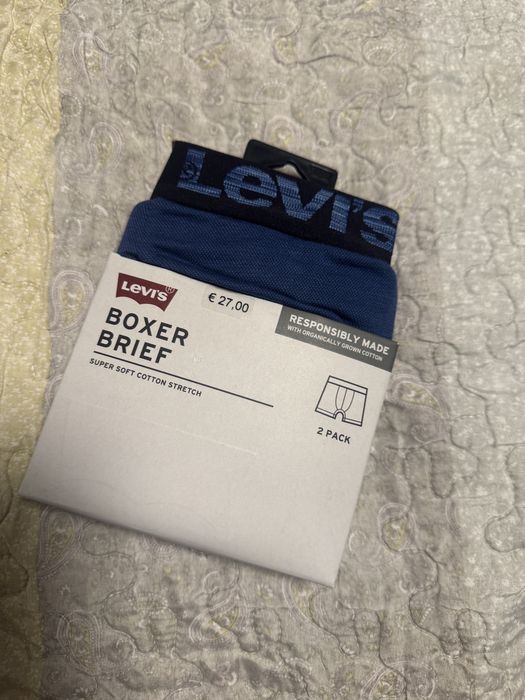 Levi's
Levi's
€ 27,00
RESPONSIBLY MADE
WITH ORGANICALLY GROWN COTTON
BOXER
BRIEF
SUPER SOFT COTTON STRETCH
2 PACK